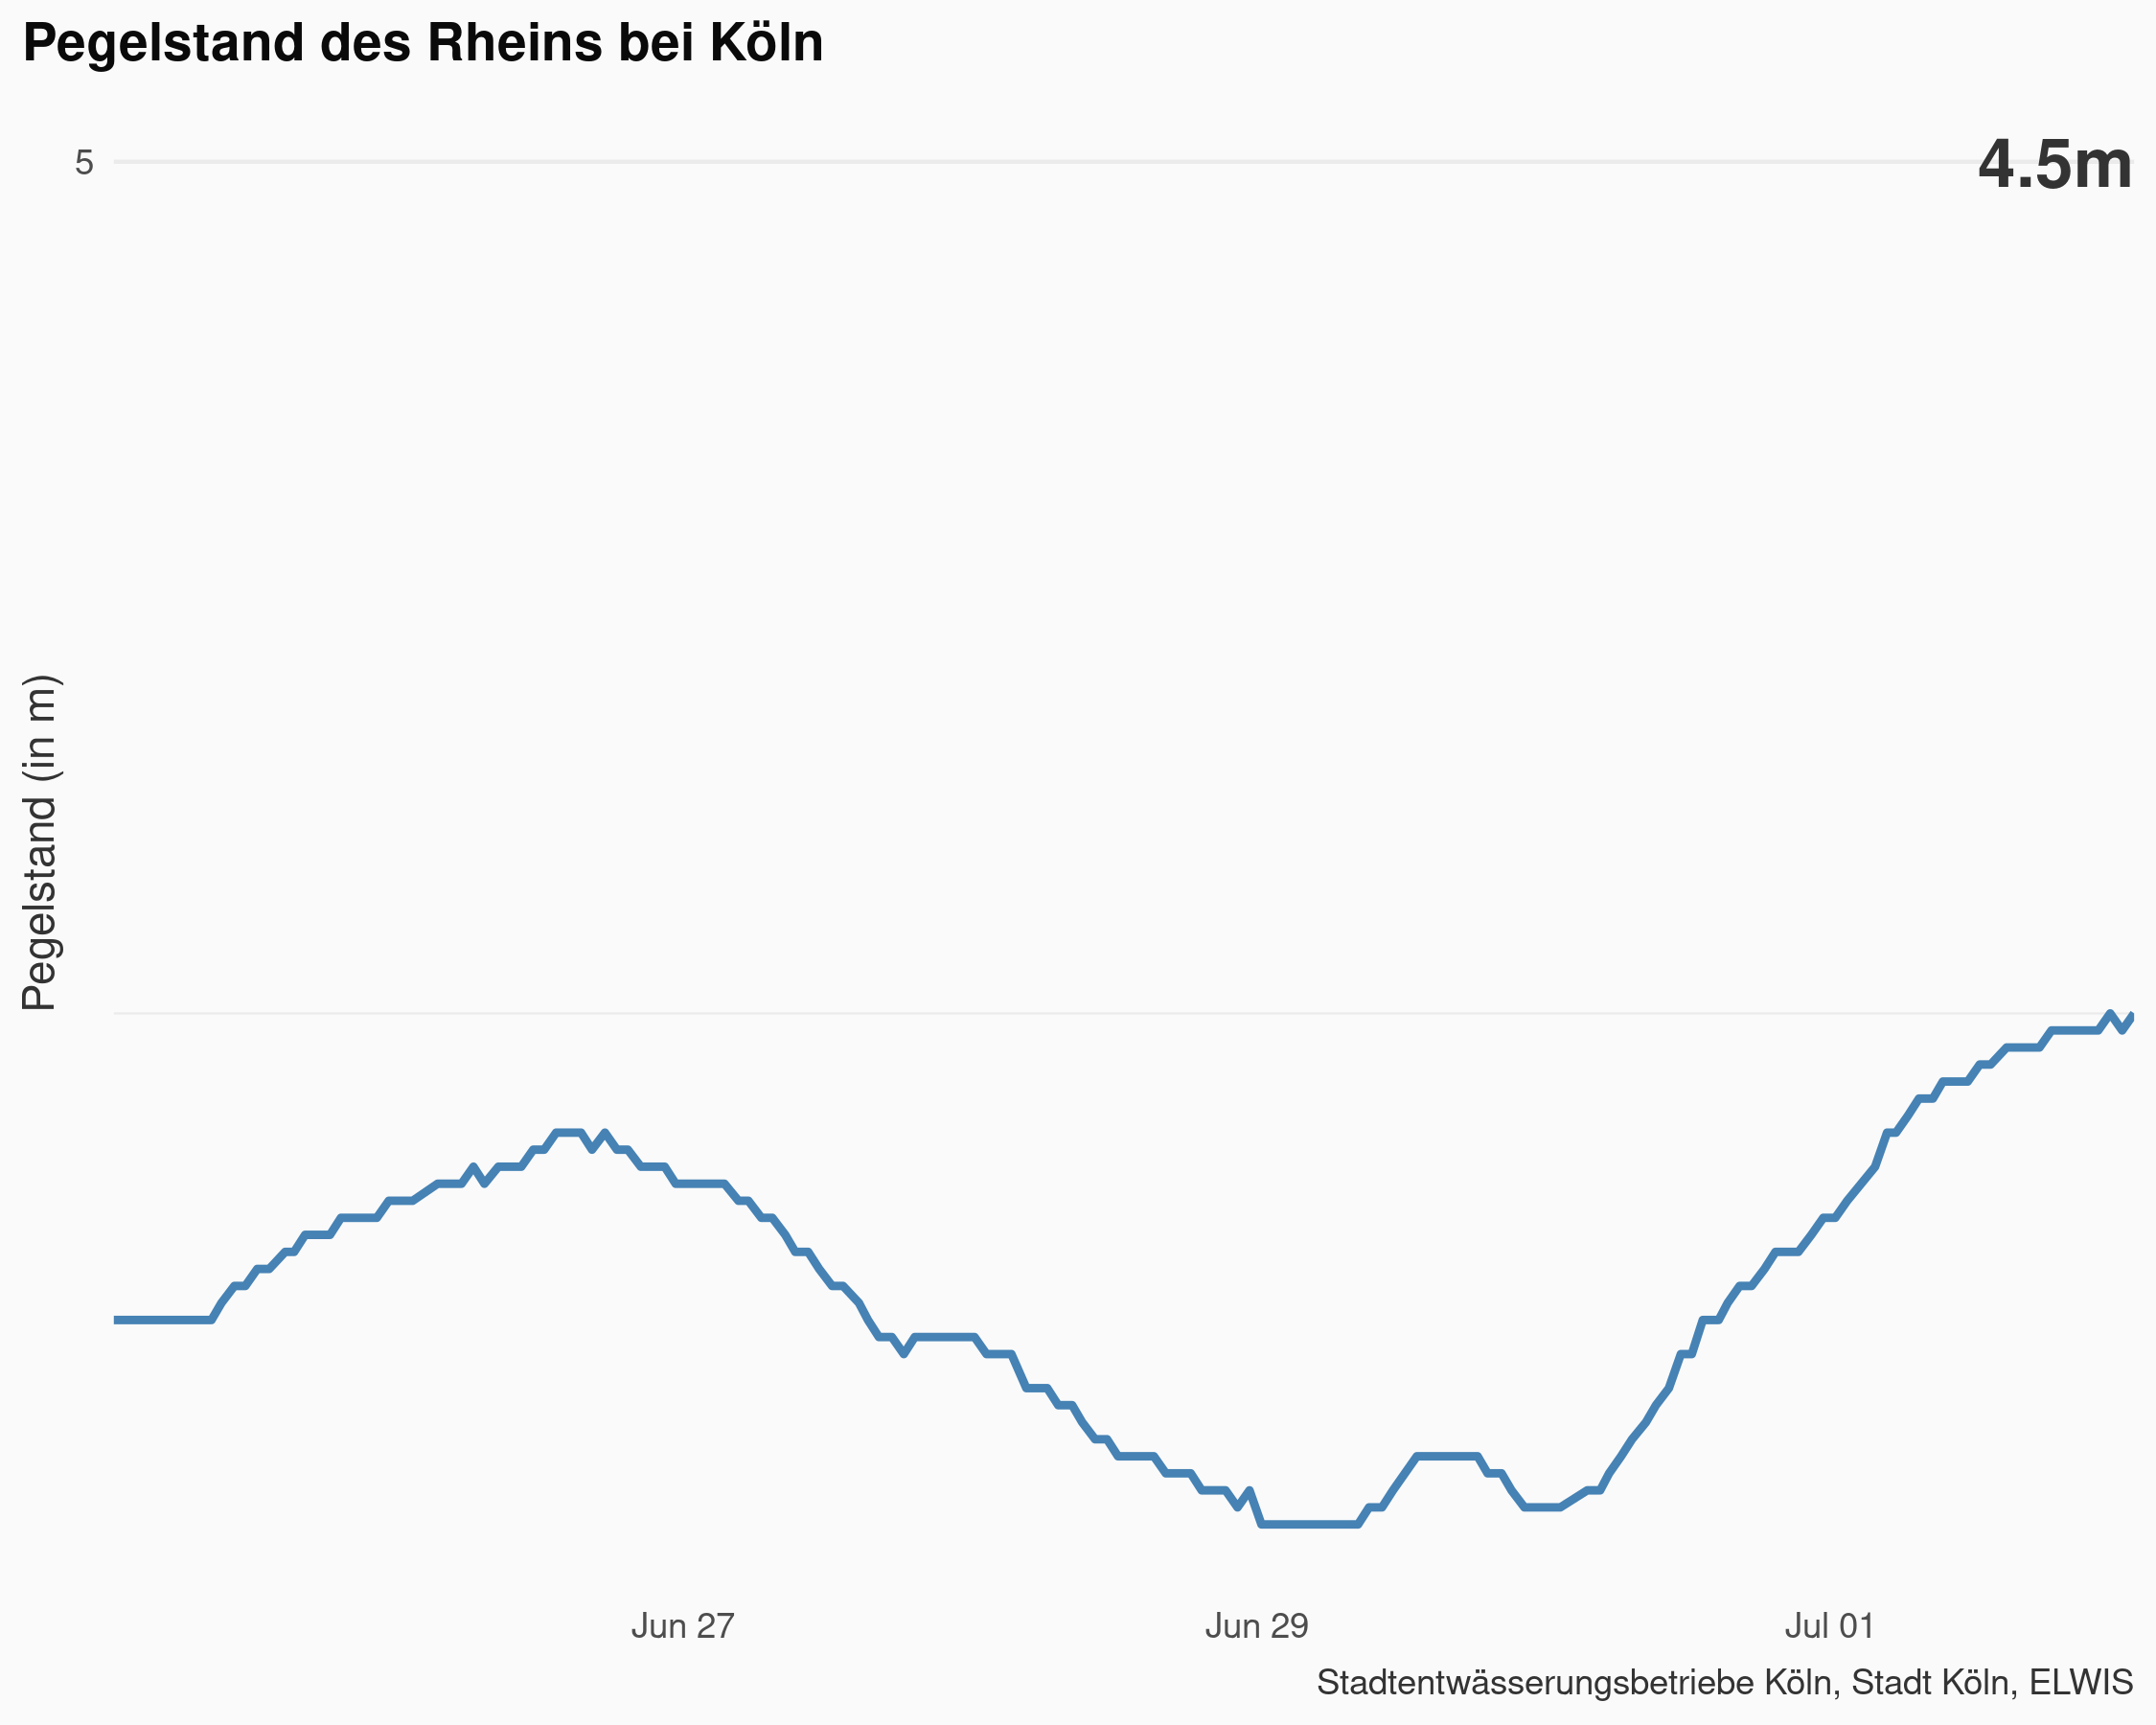 Pegelstand des Rheins bei Köln
5
4.5m
Pegelstand (in m)
Jun 27
Jun 29
Jul 01
Stadtentwässerungsbetriebe Köln, Stadt Köln, ELWIS